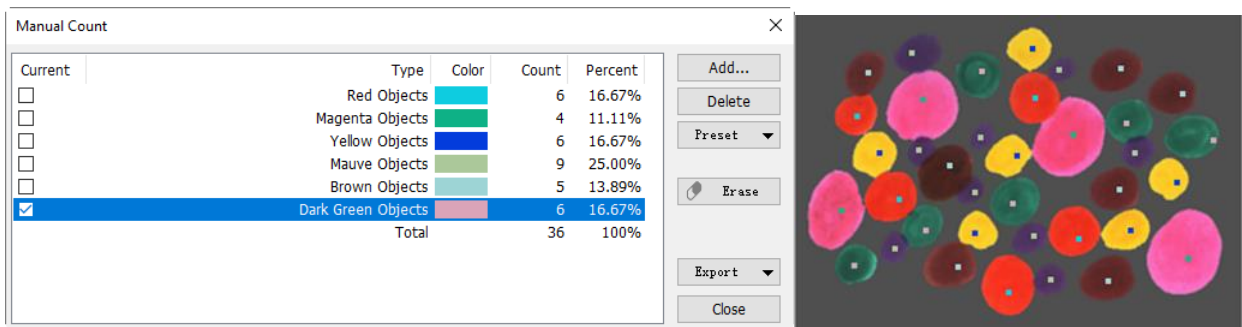 Manual Count
Current Type Color Count Percent
Red Objects 6 16.67%
Magenta Objects 4 11.11%
Yellow Objects 6 16.67%
Mauve Objects 9 25.00%
Brown Objects 5 13.89%
Dark Green Objects 6 16.67%
Total 36 100%
Add...
Delete
Preset
Erase
Export
Close